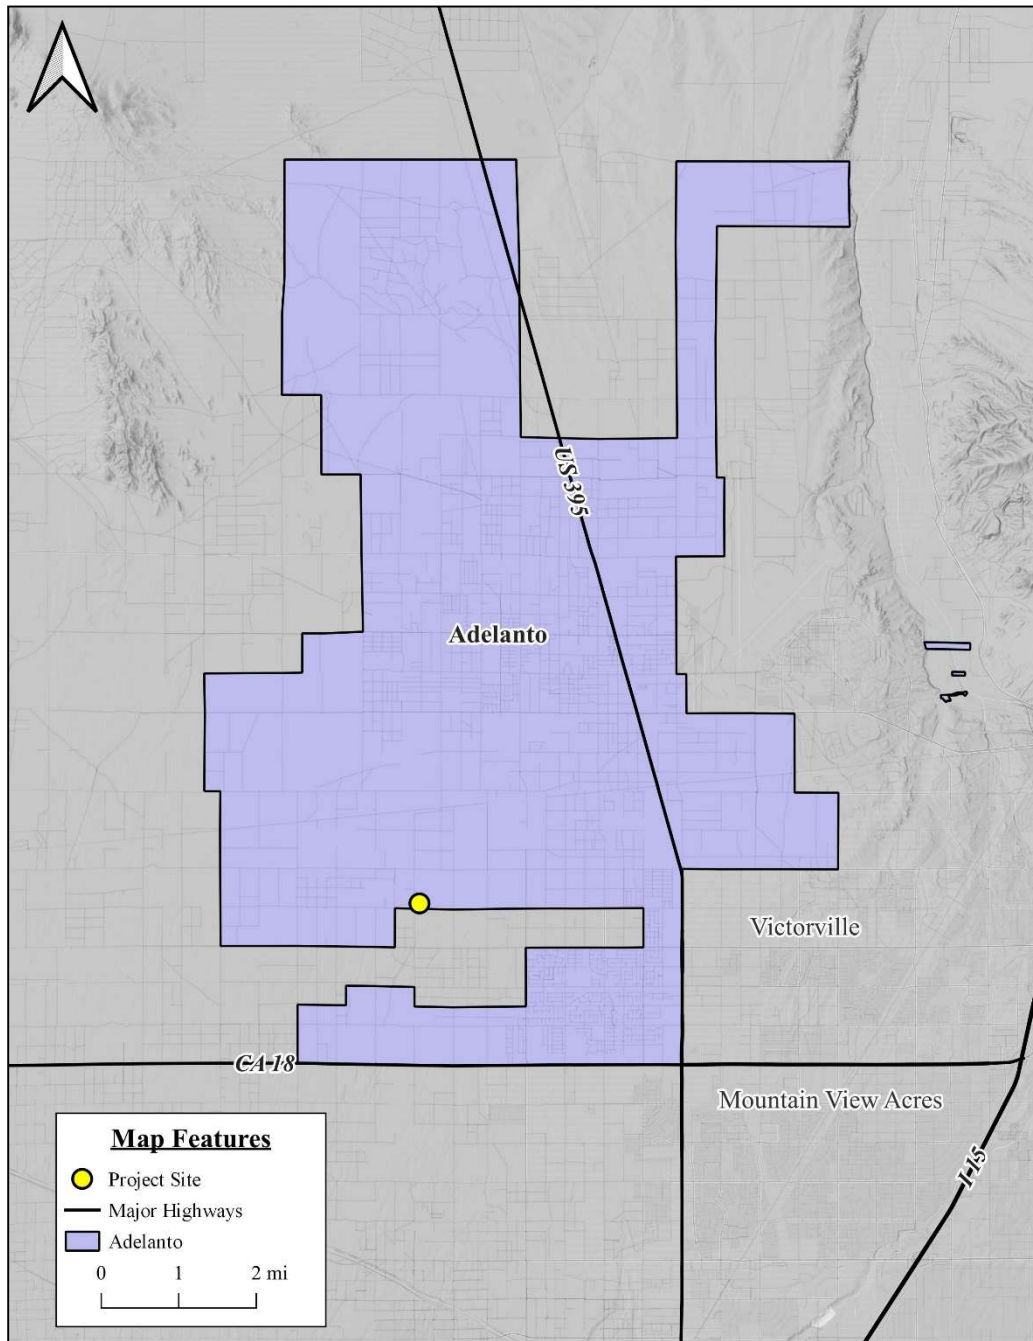 US 395
Adelanto
Victorville
CA 18
Mountain View Acres
I-15
Map Features
Project Site
Major Highways
Adelanto
0 1 2 mi